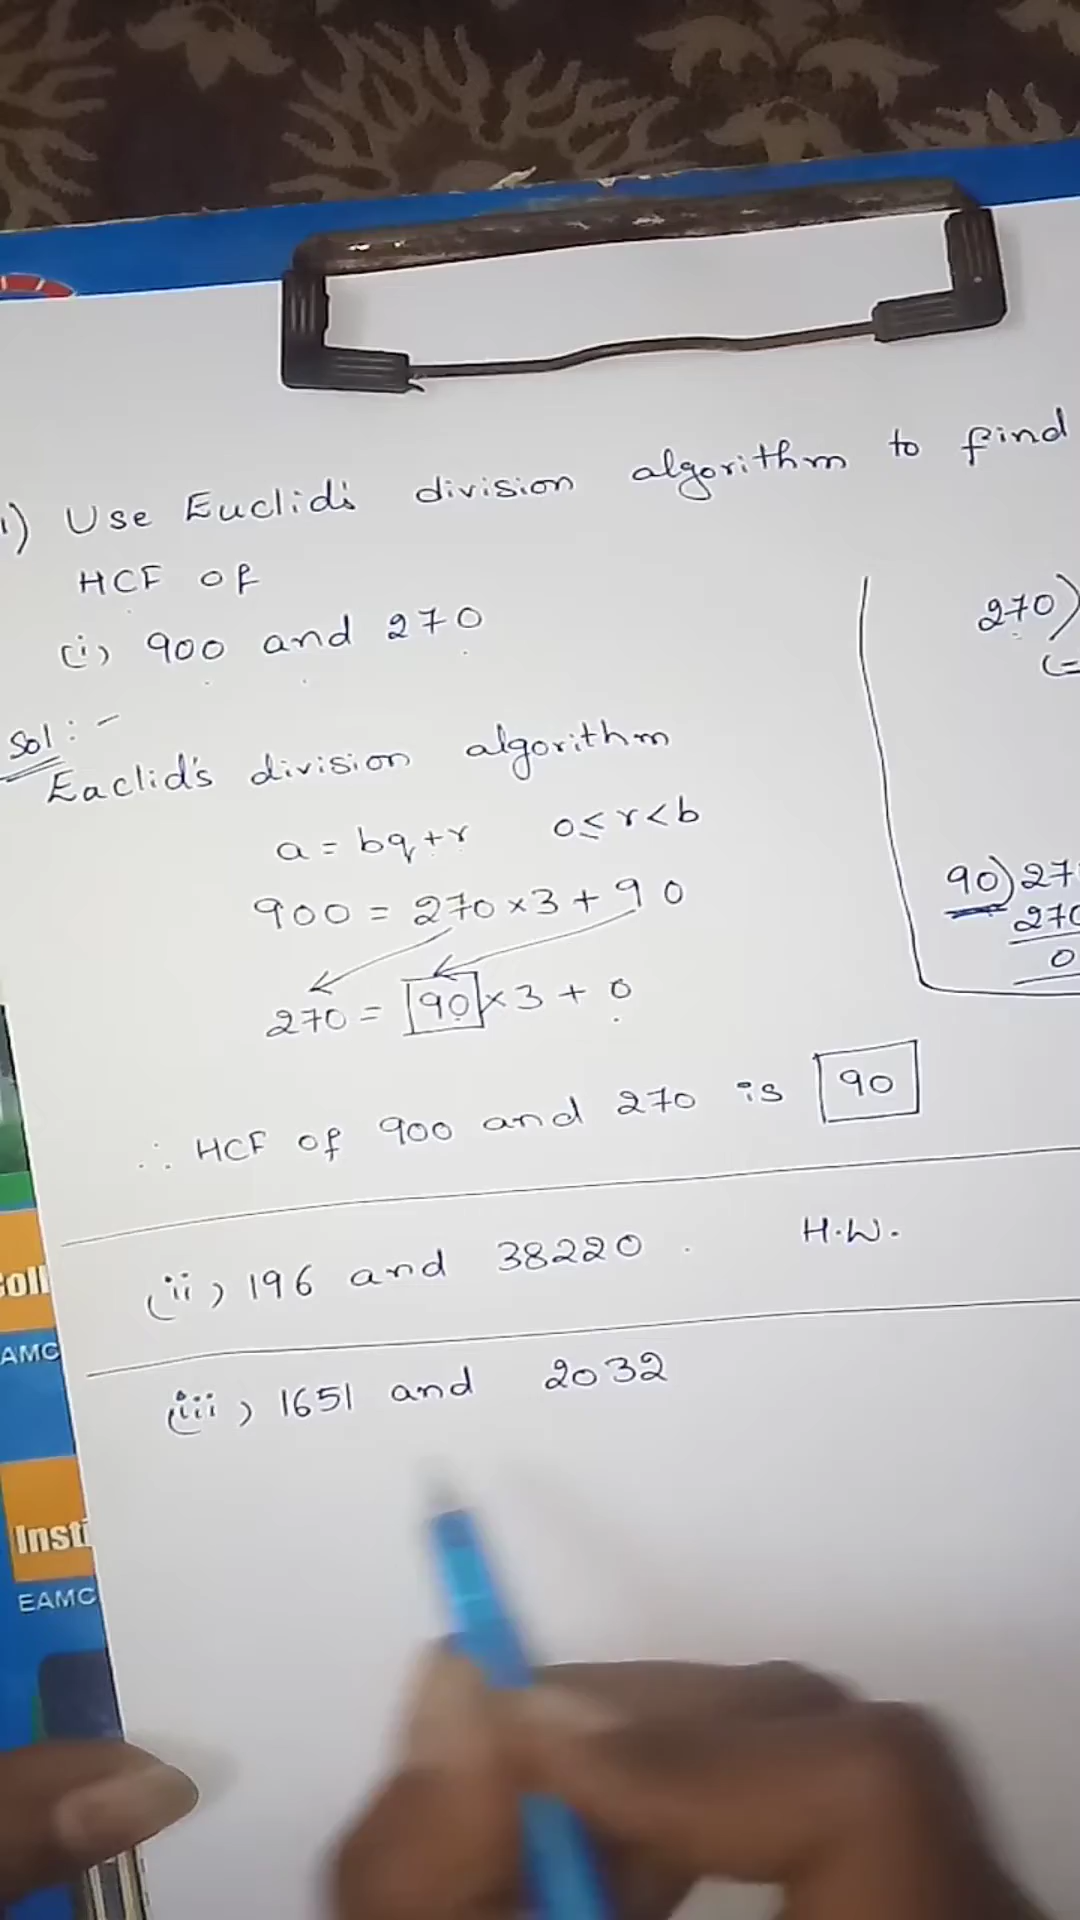 1) Use Euclid's division algorithm to find
HCF of
(i) 900 and 270
Sol:-
Eaclid's division algorithm
a = bq+r 0≤r<b
900 = 270×3+90
270 = 90×3+0
∴ HCF of 900 and 270 is 90
(ii) 196 and 38220. H.W.
(iii) 1651 and 2032
270)
(=
90)27
270
0
AMC
Insti
EAMC